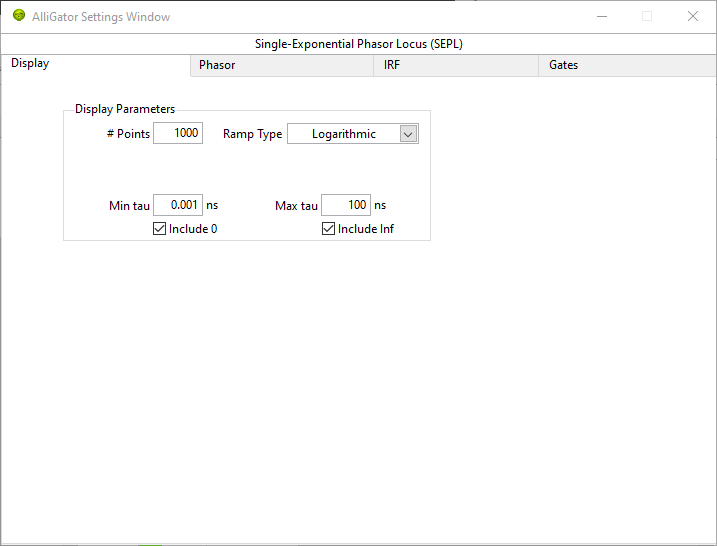 AlliGator Settings Window
Single-Exponential Phasor Locus (SEPL)
Display Phasor IRF Gates
Display Parameters
# Points 1000 Ramp Type Logarithmic
Min tau 0.001 ns Max tau 100 ns
Include 0 Include Inf